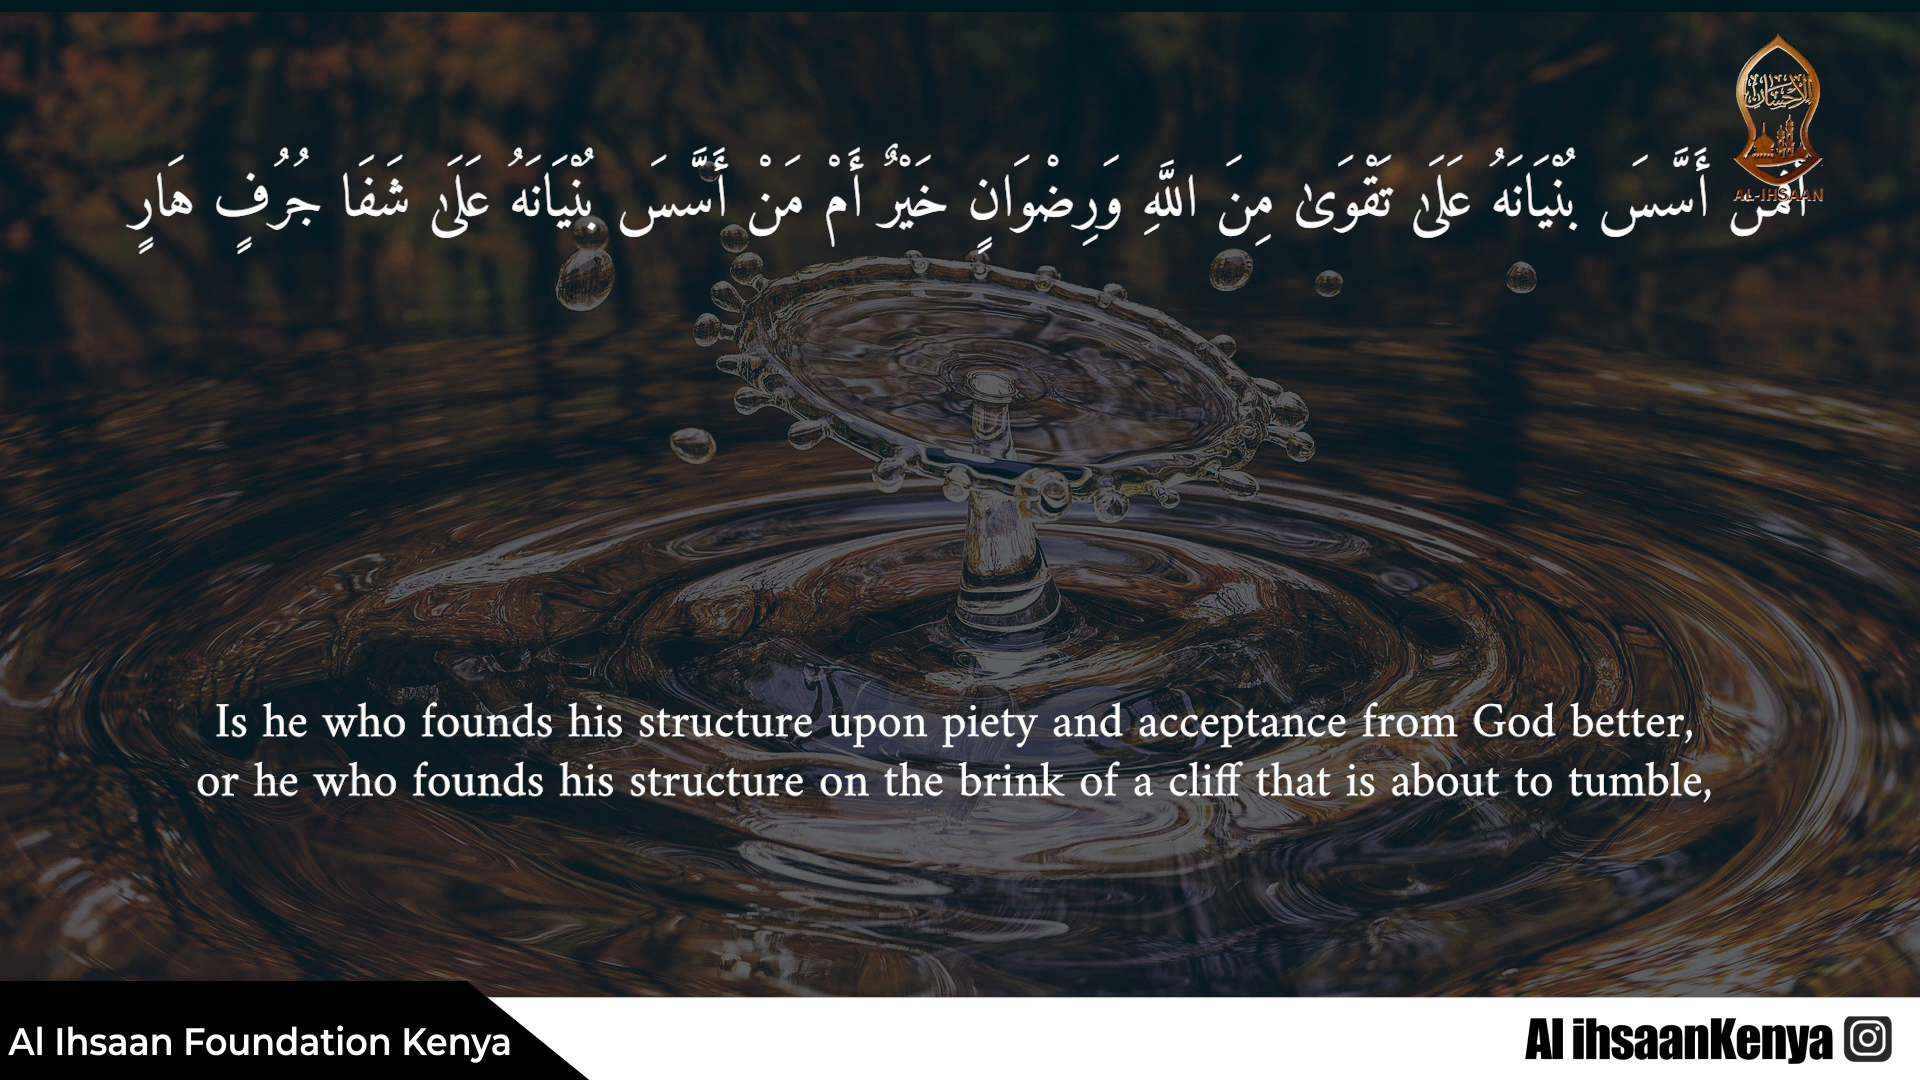 الإحسان
AL-IHSAAN
أَسَّسَ بُنْيَانَهُ عَلَىٰ تَقْوَىٰ مِنَ اللَّهِ وَرِضْوَانٍ خَيْرٌ أَمْ مَنْ أَسَّسَ بُنْيَانَهُ عَلَىٰ شَفَا جُرُفٍ هَارٍ
Is he who founds his structure upon piety and acceptance from God better,
or he who founds his structure on the brink of a cliff that is about to tumble,
Al Ihsaan Foundation Kenya
Al ihsaanKenya